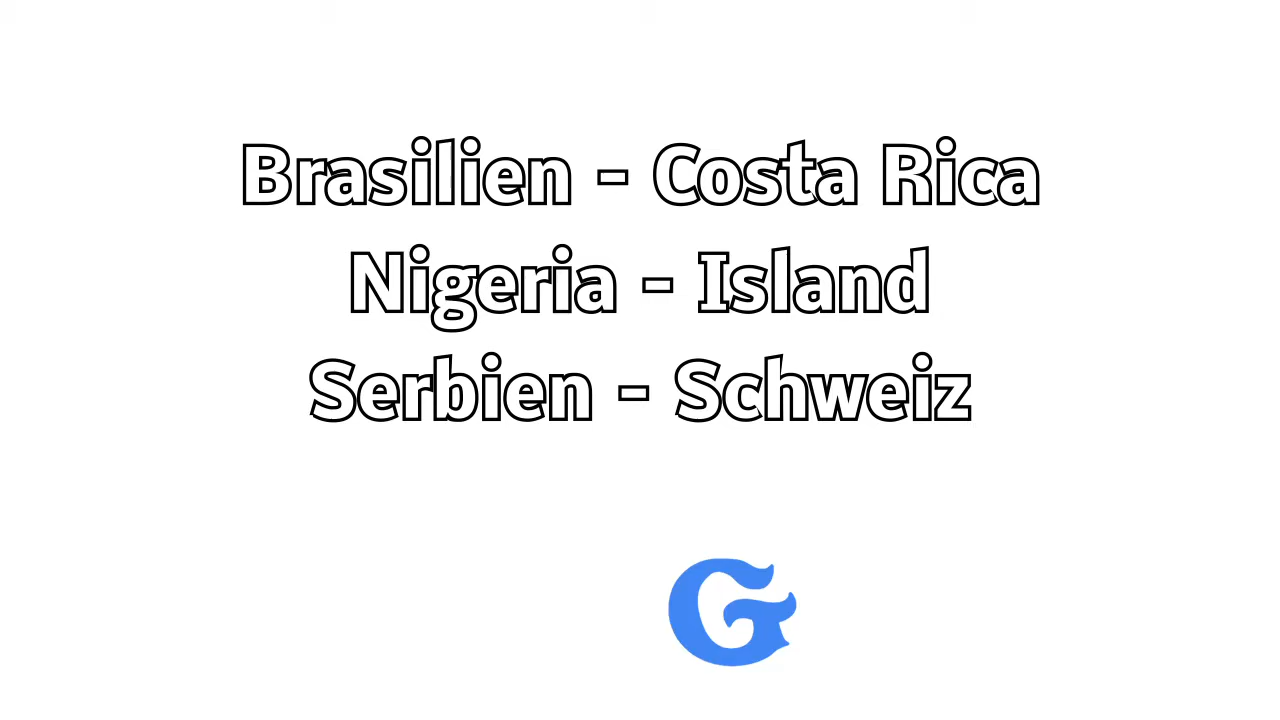 Brasilien - Costa Rica
Nigeria - Island
Serbien - Schweiz
G